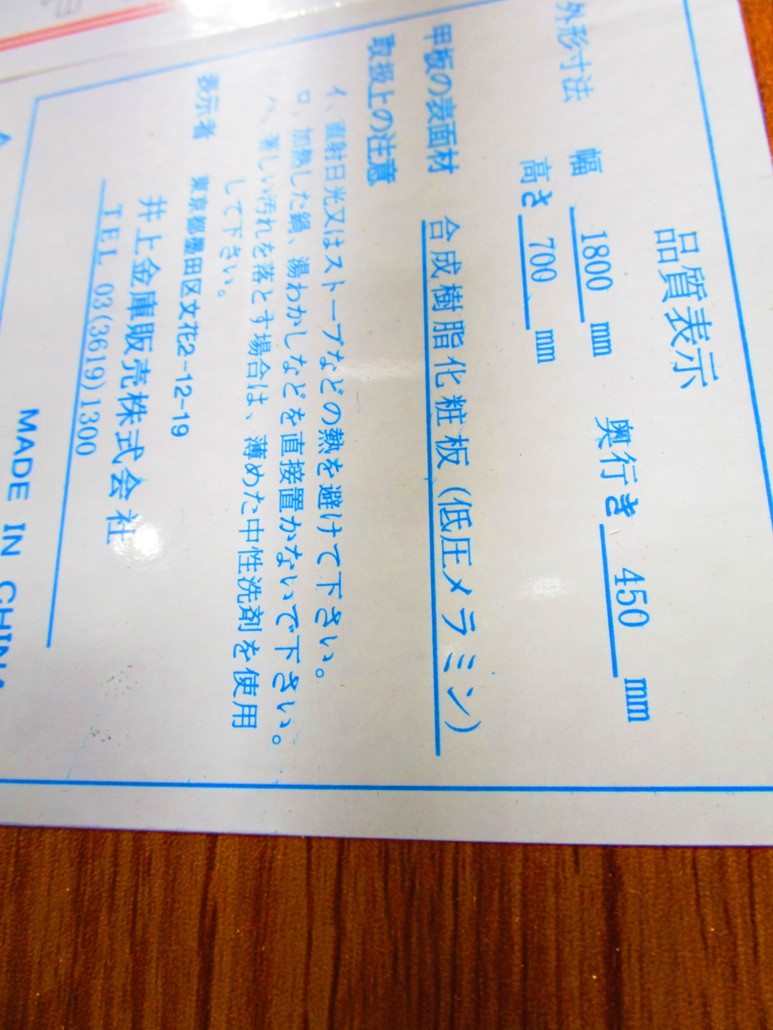 品質表示
外形寸法 幅 1800 mm 奥行き 450 mm
高さ 700 mm
甲板の表面材 合成樹脂化粧板(低圧メラミン)
取扱上の注意
イ、直射日光又はストーブなどの熱を避けて下さい。
ロ、加熱した鍋、湯わかしなどを直接置かないで下さい。
ハ、著しい汚れを落とす場合は、薄めた中性洗剤を使用
して下さい。
表示者 東京都墨田区文花2-12-19
井上金庫販売株式会社
TEL 03(3619)1300
MADE IN CHINA